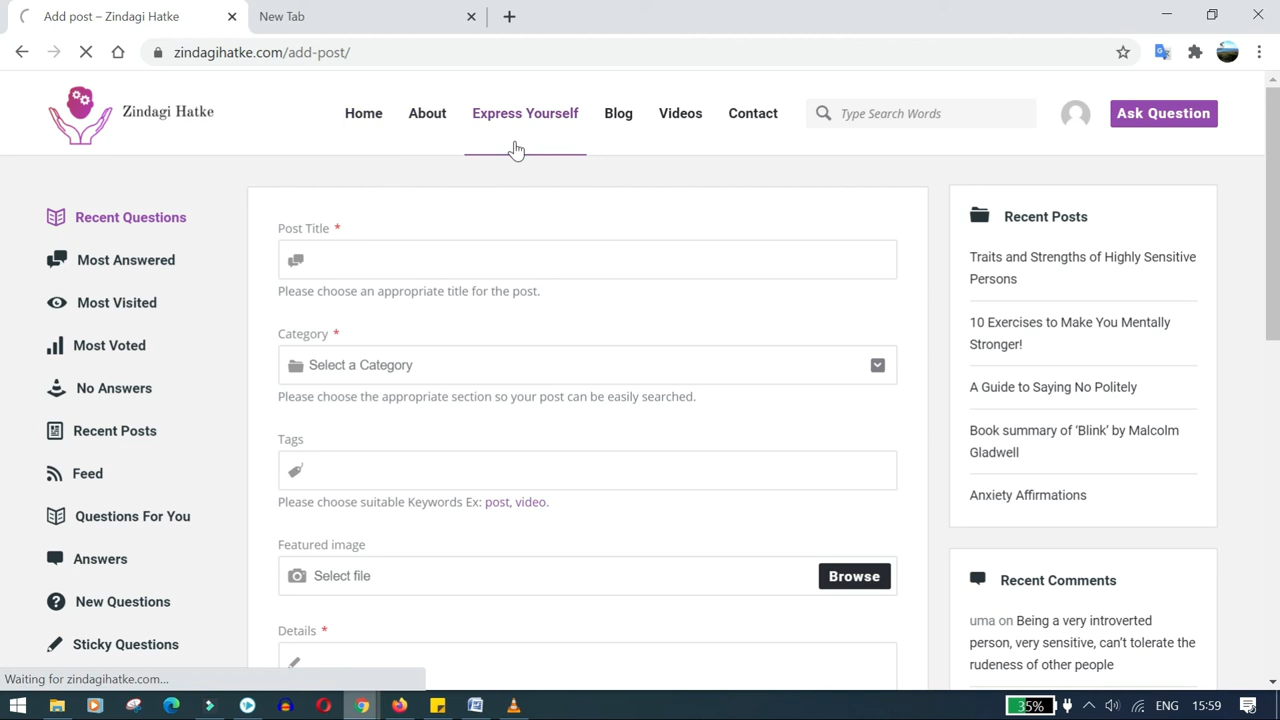 Add post – Zindagi Hatke
New Tab
zindagihatke.com/add-post/
Zindagi Hatke
Home
About
Express Yourself
Blog
Videos
Contact
Type Search Words
Ask Question
Recent Questions
Most Answered
Most Visited
Most Voted
No Answers
Recent Posts
Feed
Questions For You
Answers
New Questions
Sticky Questions
Post Title *
Please choose an appropriate title for the post.
Category *
Select a Category
Please choose the appropriate section so your post can be easily searched.
Tags
Please choose suitable Keywords Ex: post, video.
Featured image
Select file
Browse
Details *
Recent Posts
Traits and Strengths of Highly Sensitive
Persons
10 Exercises to Make You Mentally
Stronger!
A Guide to Saying No Politely
Book summary of ‘Blink’ by Malcolm
Gladwell
Anxiety Affirmations
Recent Comments
uma on Being a very introverted
person, very sensitive, can’t tolerate the
rudeness of other people
Waiting for zindagihatke.com...
35%
ENG
15:59